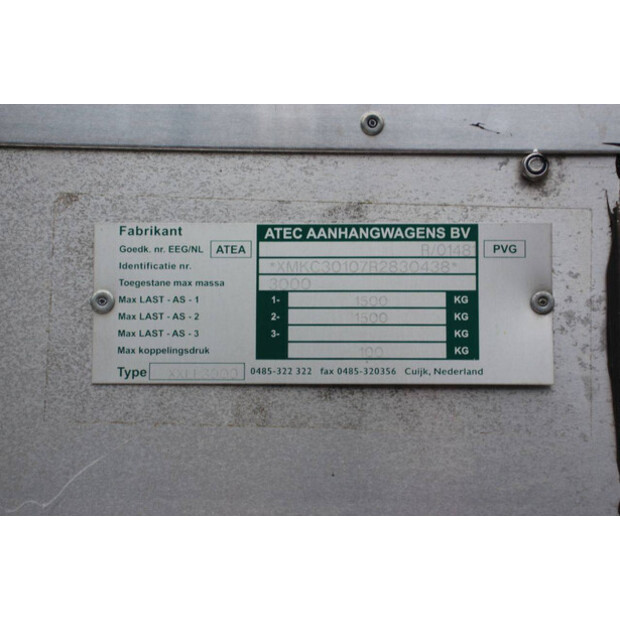 Fabrikant ATEC AANHANGWAGENS BV
Goedk. nr. EEG/NL ATEA R/0148 PVG
Identificatie nr. *XMKC30107R2830438*
Toegestane max massa 3000
Max LAST - AS - 1 1- 1500 KG
Max LAST - AS - 2 2- 1500 KG
Max LAST - AS - 3 3- KG
Max koppelingsdruk 100 KG
Type 0485-322 322 fax 0485-320356 Cuijk, Nederland